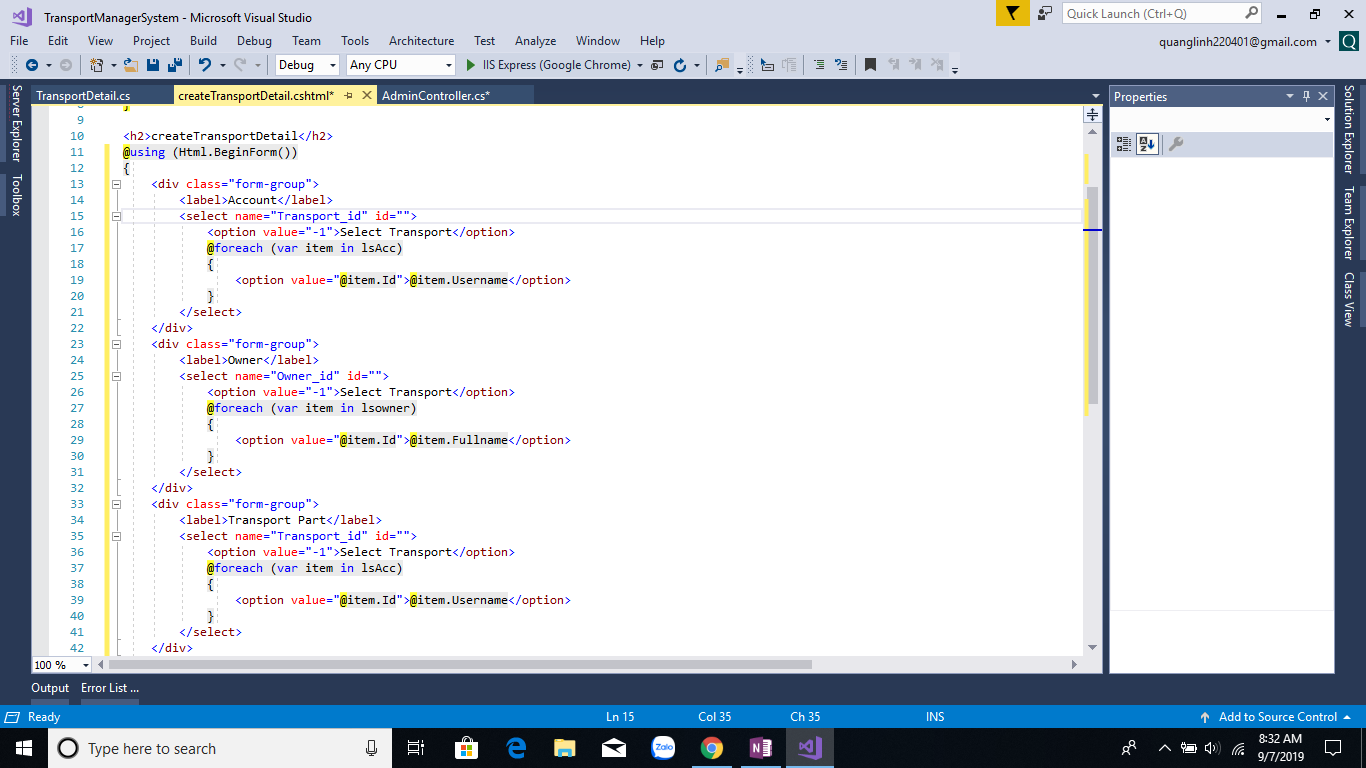 TransportManagerSystem - Microsoft Visual Studio
Quick Launch (Ctrl+Q)
File Edit View Project Build Debug Team Tools Architecture Test Analyze Window Help
quanglinh220401@gmail.com Q
Debug Any CPU IIS Express (Google Chrome)
TransportDetail.cs createTransportDetail.cshtml* AdminController.cs*
Properties
Server Explorer
Toolbox
Solution Explorer
Team Explorer
Class View
8 }
9
10 <h2>createTransportDetail</h2>
11 @using (Html.BeginForm())
12 {
13 <div class="form-group">
14 <label>Account</label>
15 <select name="Transport_id" id="">
16 <option value="-1">Select Transport</option>
17 @foreach (var item in lsAcc)
18 {
19 <option value="@item.Id">@item.Username</option>
20 }
21 </select>
22 </div>
23 <div class="form-group">
24 <label>Owner</label>
25 <select name="Owner_id" id="">
26 <option value="-1">Select Transport</option>
27 @foreach (var item in lsowner)
28 {
29 <option value="@item.Id">@item.Fullname</option>
30 }
31 </select>
32 </div>
33 <div class="form-group">
34 <label>Transport Part</label>
35 <select name="Transport_id" id="">
36 <option value="-1">Select Transport</option>
37 @foreach (var item in lsAcc)
38 {
39 <option value="@item.Id">@item.Username</option>
40 }
41 </select>
42 </div>
100 %
Output Error List ...
Ready Ln 15 Col 35 Ch 35 INS Add to Source Control
Type here to search
Zalo
8:32 AM
9/7/2019